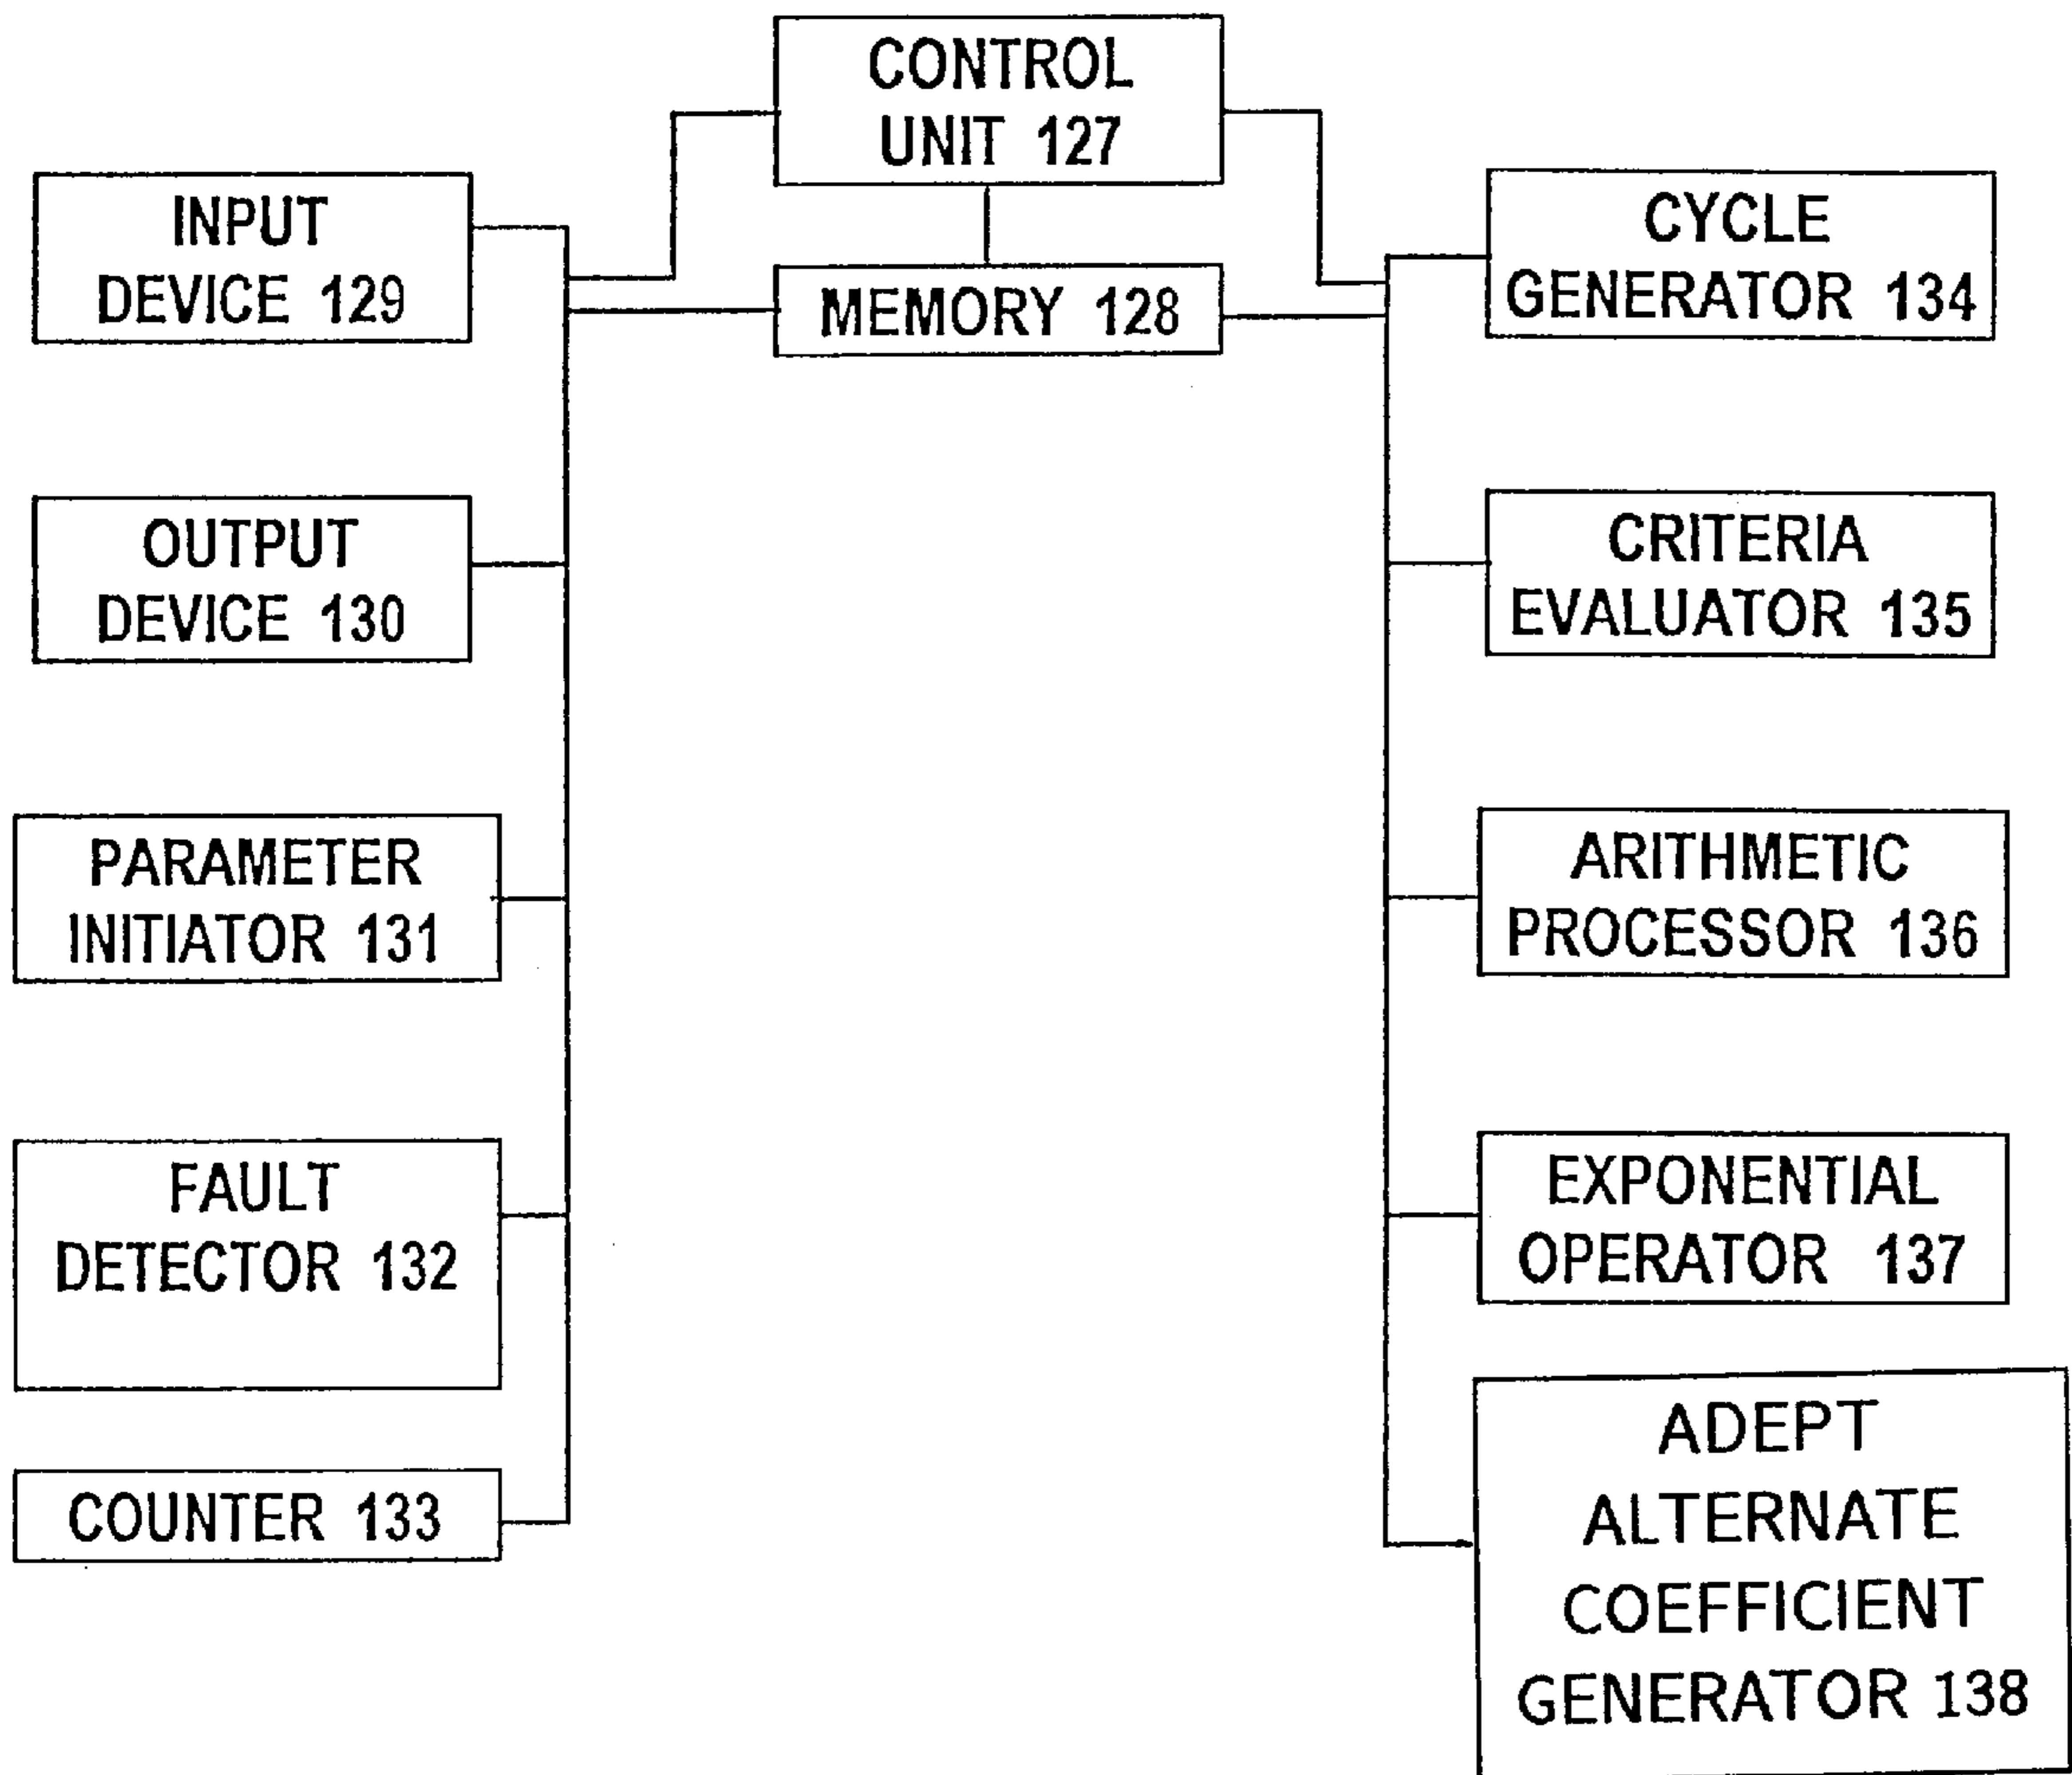 CONTROL
UNIT 127
MEMORY 128
INPUT
DEVICE 129
OUTPUT
DEVICE 130
PARAMETER
INITIATOR 131
FAULT
DETECTOR 132
COUNTER 133
CYCLE
GENERATOR 134
CRITERIA
EVALUATOR 135
ARITHMETIC
PROCESSOR 136
EXPONENTIAL
OPERATOR 137
ADEPT
ALTERNATE
COEFFICIENT
GENERATOR 138